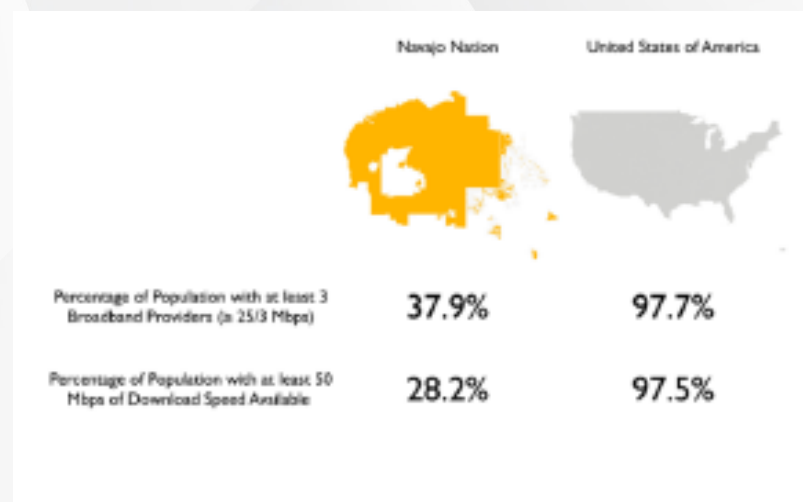 Navajo Nation
United States of America
Percentage of Population with at least 3
Broadband Providers (≥ 25/3 Mbps)
37.9%
97.7%
Percentage of Population with at least 50
Mbps of Download Speed Available
28.2%
97.5%